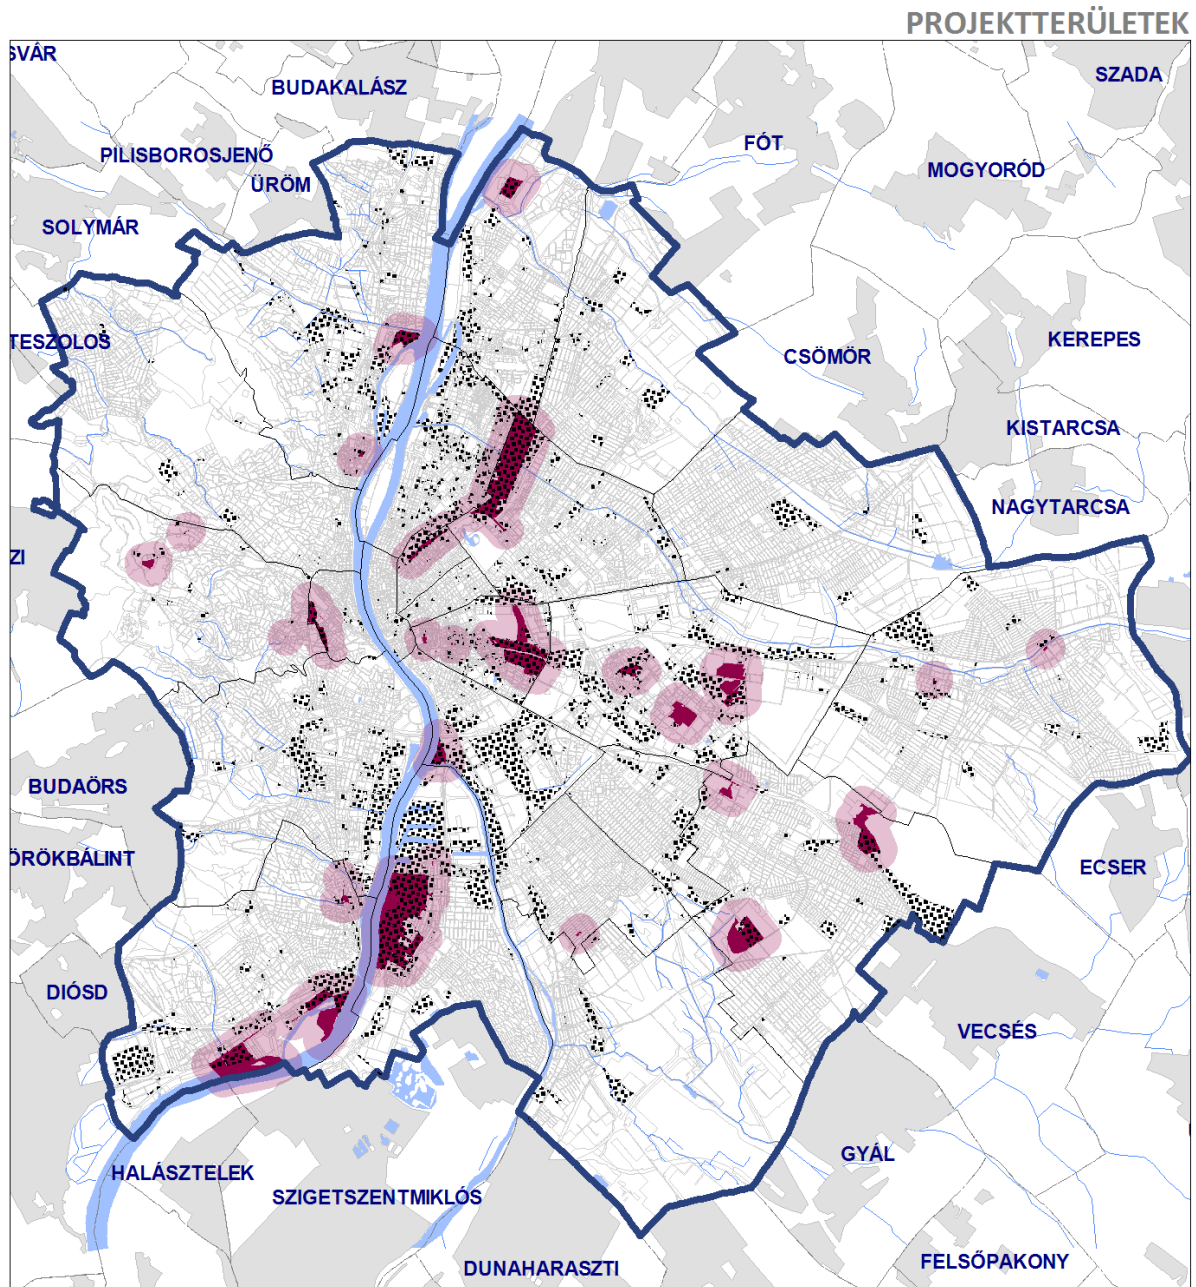 PROJEKTTERÜLETEK
SVÁR
SZADA
BUDAKALÁSZ
FÓT
PILISBOROSJENŐ
MOGYORÓD
ÜRÖM
SOLYMÁR
KEREPES
TESZOLOS
CSÖMÖR
KISTARCSA
NAGYTARCSA
ZI
BUDAÖRS
ÖRÖKBÁLINT
ECSER
DIÓSD
VECSÉS
GYÁL
HALÁSZTELEK
SZIGETSZENTMIKLÓS
FELSŐPAKONY
DUNAHARASZTI